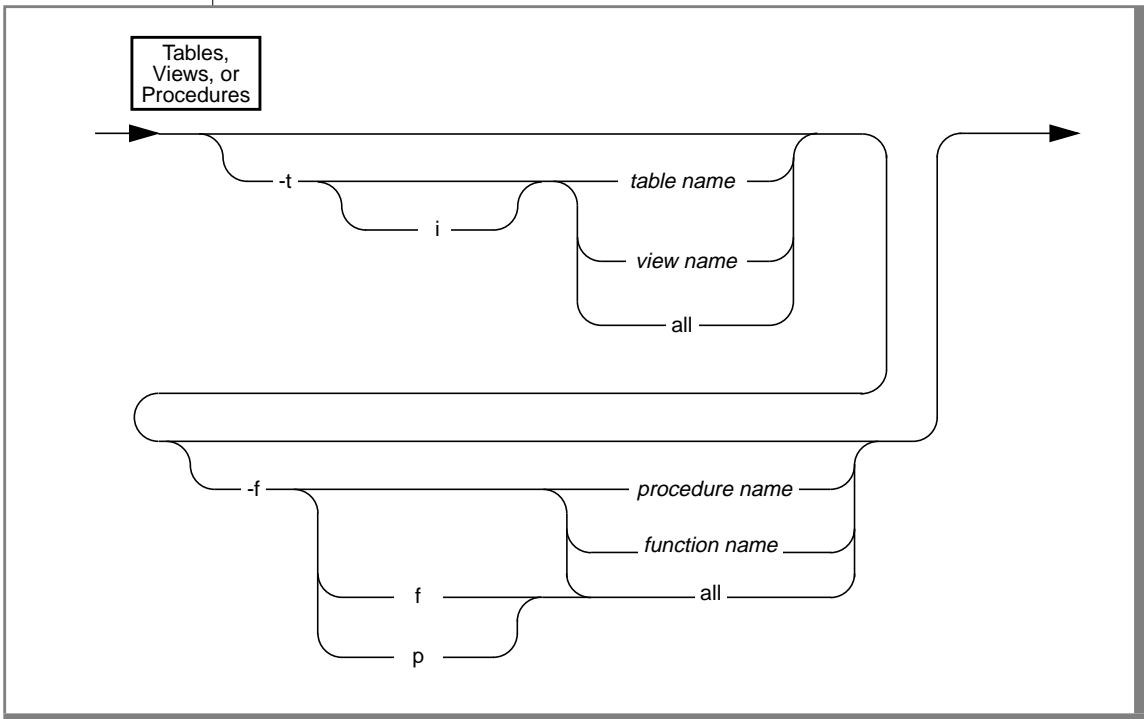 Tables,
Views, or
Procedures
-t
table name
i
view name
all
-f
procedure name
function name
f
all
p